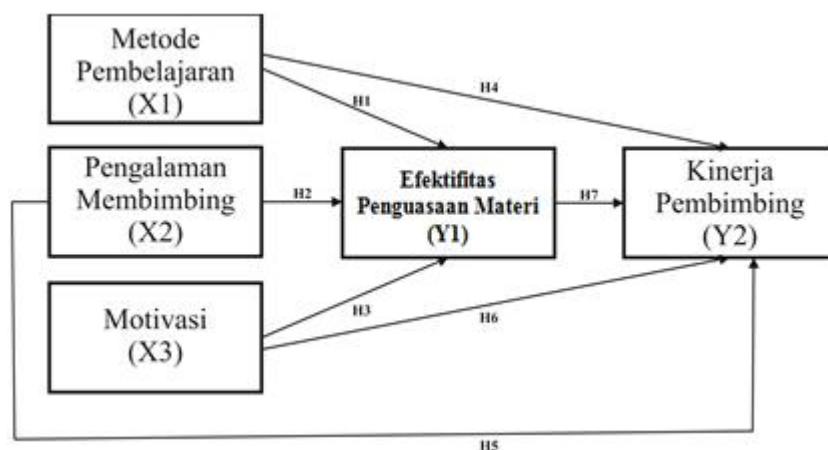 Metode
Pembelajaran
(X1)
H1
H4
Pengalaman
Membimbing
(X2)
H2
Efektifitas
Penguasaan Materi
(Y1)
H7
Kinerja
Pembimbing
(Y2)
Motivasi
(X3)
H3
H6
H5